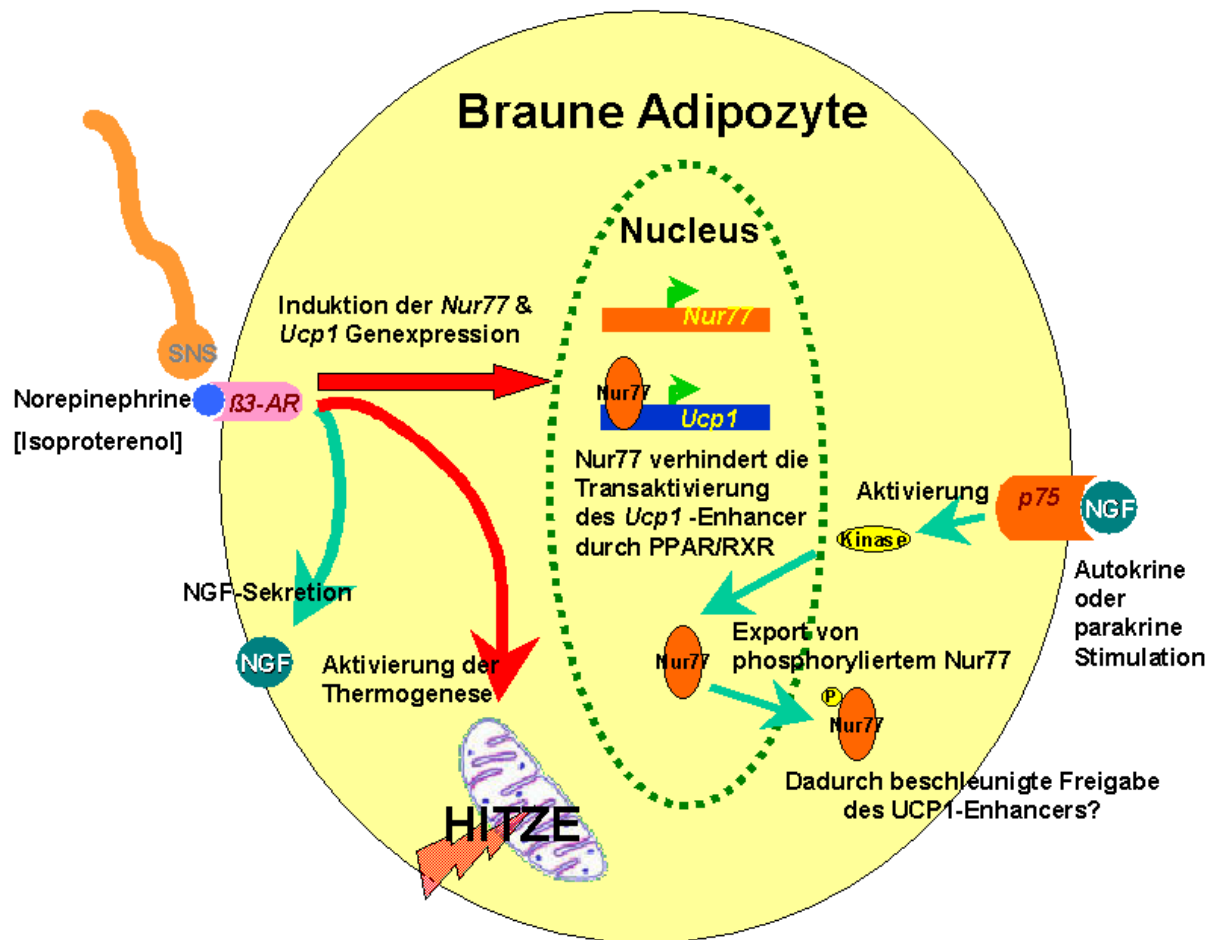 Braune Adipozyte
Nucleus
Induktion der Nur77 &
Ucp1 Genexpression
Nur77
SNS
Norepinephrine
ß3-AR
[Isoproterenol]
Nur77
Ucp1
Nur77 verhindert die
Transaktivierung
des Ucp1 -Enhancer
durch PPAR/RXR
Aktivierung
p75
NGF
Kinase
Autokrine
oder
parakrine
Stimulation
NGF-Sekretion
NGF
Aktivierung der
Thermogenese
Nur77
Export von
phosphoryliertem Nur77
P
Nur77
Dadurch beschleunigte Freigabe
des UCP1-Enhancers?
HITZE